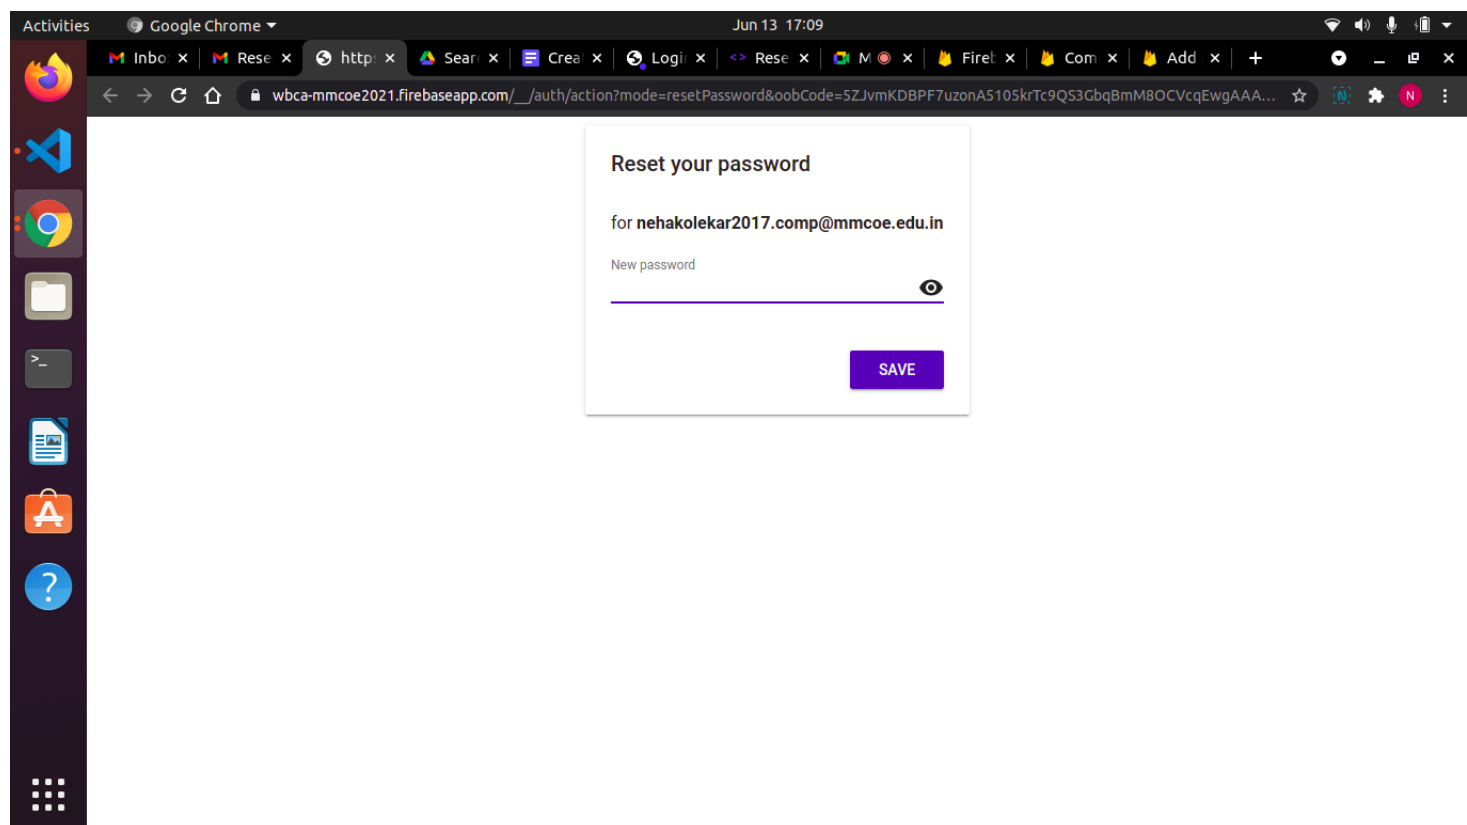 Activities Google Chrome Jun 13 17:09
Inbo Rese http: Sear Crea Logi Rese M Fireb Com Add
wbca-mmcoe2021.firebaseapp.com/__/auth/action?mode=resetPassword&oobCode=5ZJvmKDBPF7uzonA5105krTc9QS3GbqBmM8OCVcqEwgAAA... N N
Reset your password
for nehakolekar2017.comp@mmcoe.edu.in
New password
SAVE